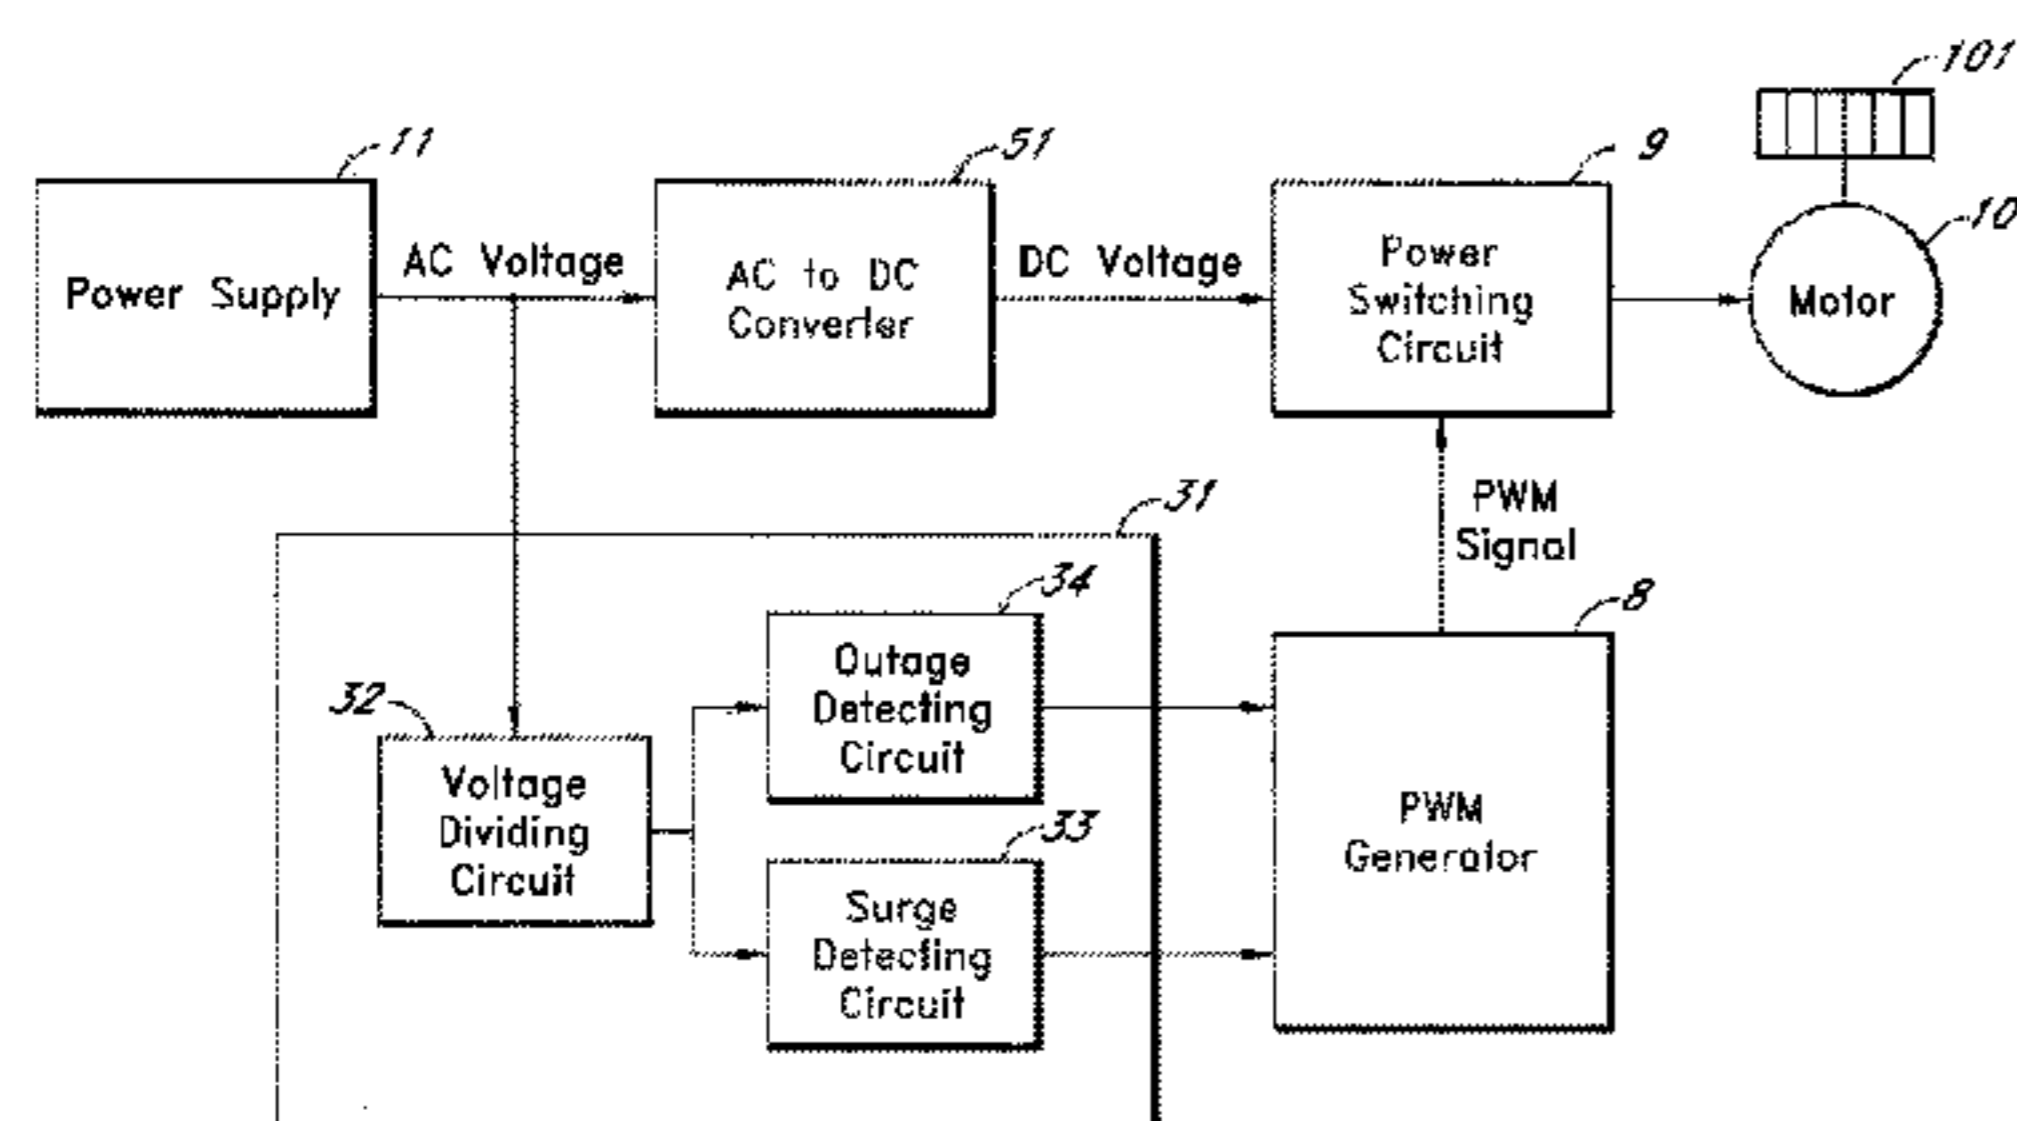 101
11
51
9
10
Power Supply
AC Voltage
AC to DC
Converter
DC Voltage
Power
Switching
Circuit
Motor
31
PWM
Signal
34
8
Outage
Detecting
Circuit
32
Voltage
Dividing
Circuit
33
Surge
Detecting
Circuit
PWM
Generator